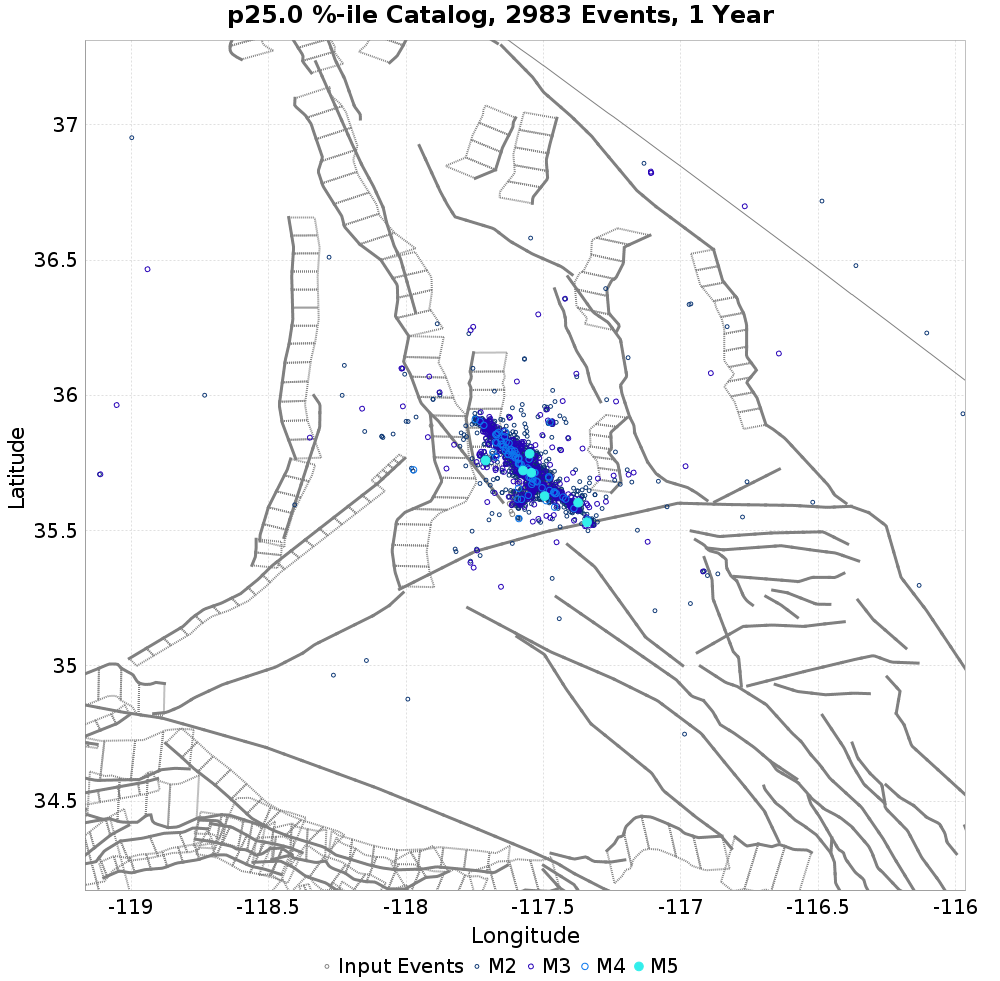 p25.0 %-ile Catalog, 2983 Events, 1 Year
37
36.5
36
35.5
35
34.5
Latitude
-119
-118.5
-118
-117.5
-117
-116.5
-116
Longitude
Input Events
M2
M3
M4
M5